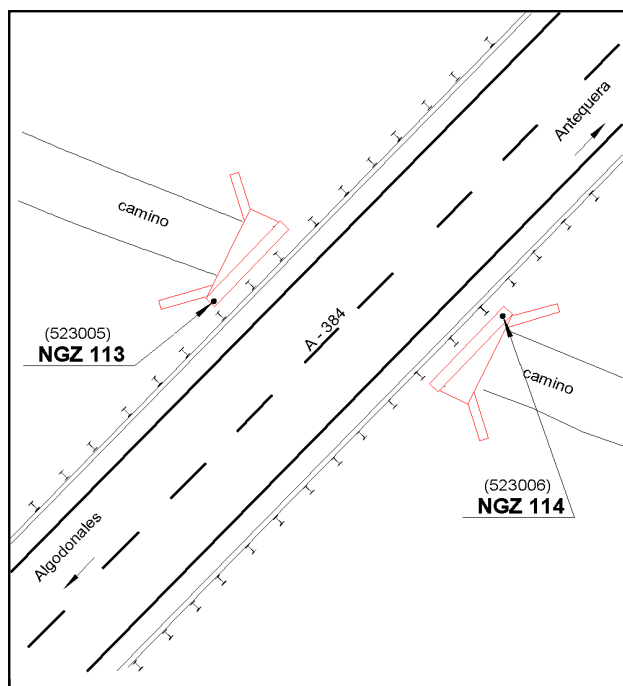 Antequera
camino
A - 384
(523005)
NGZ 113
camino
(523006)
NGZ 114
Algodonales